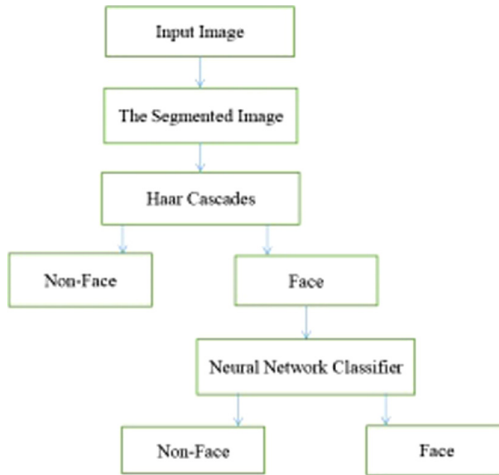 Input Image
The Segmented Image
Haar Cascades
Non-Face
Face
Neural Network Classifier
Non-Face
Face